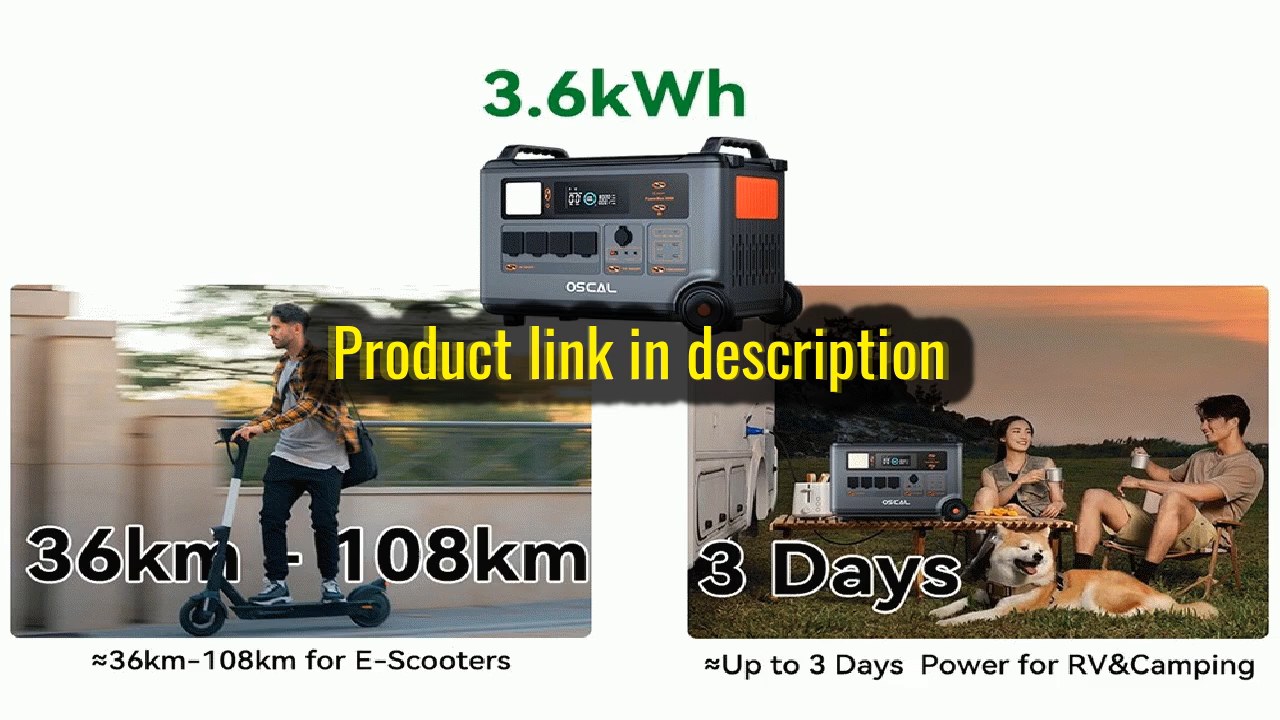 3.6kWh
OSCAL
Product link in description
36km - 108km
OSCAL
3 Days
≈36km-108km for E-Scooters
≈Up to 3 Days Power for RV&Camping